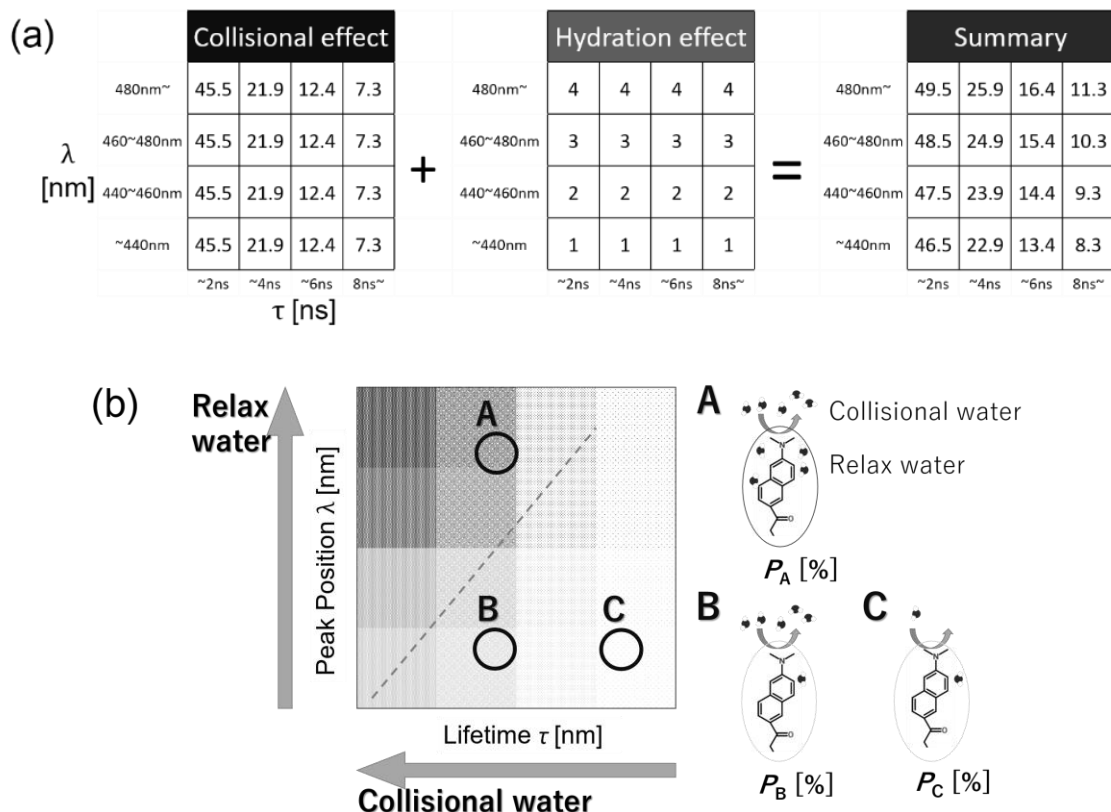 (a)
Collisional effect
Hydration effect
Summary
480nm~ 45.5 21.9 12.4 7.3 480nm~ 4 4 4 4 480nm~ 49.5 25.9 16.4 11.3
460~480nm 45.5 21.9 12.4 7.3 460~480nm 3 3 3 3 460~480nm 48.5 24.9 15.4 10.3
λ
[nm]
+
=
440~460nm 45.5 21.9 12.4 7.3 440~460nm 2 2 2 2 440~460nm 47.5 23.9 14.4 9.3
~440nm 45.5 21.9 12.4 7.3 ~440nm 1 1 1 1 ~440nm 46.5 22.9 13.4 8.3
~2ns ~4ns ~6ns 8ns~ ~2ns ~4ns ~6ns 8ns~ ~2ns ~4ns ~6ns 8ns~
τ [ns]
(b)
Relax
water
Peak Position λ [nm]
A
B
C
Lifetime τ [nm]
Collisional water
A
Collisional water
Relax water
N
O
PA [%]
B
N
O
PB [%]
C
N
O
PC [%]